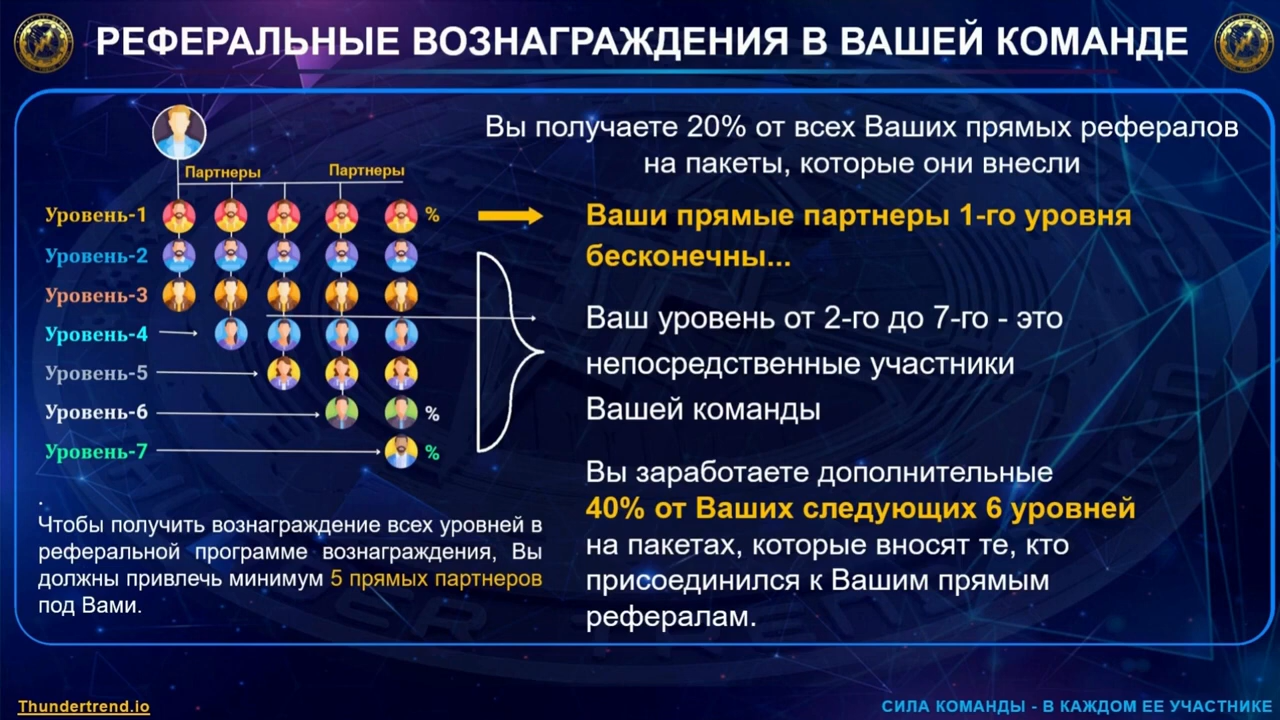 РЕФЕРАЛЬНЫЕ ВОЗНАГРАЖДЕНИЯ В ВАШЕЙ КОМАНДЕ
Партнеры
Партнеры
Уровень-1
%
Уровень-2
Уровень-3
Уровень-4
Уровень-5
Уровень-6
%
Уровень-7
%
.
Чтобы получить вознаграждение всех уровней в
реферальной программе вознаграждения, Вы
должны привлечь минимум 5 прямых партнеров
под Вами.
Вы получаете 20% от всех Ваших прямых рефералов
на пакеты, которые они внесли
Ваши прямые партнеры 1-го уровня
бесконечны...
Ваш уровень от 2-го до 7-го - это
непосредственные участники
Вашей команды
Вы заработаете дополнительные
40% от Ваших следующих 6 уровней
на пакетах, которые вносят те, кто
присоединился к Вашим прямым
рефералам.
Thundertrend.io
СИЛА КОМАНДЫ - В КАЖДОМ ЕЕ УЧАСТНИКЕ